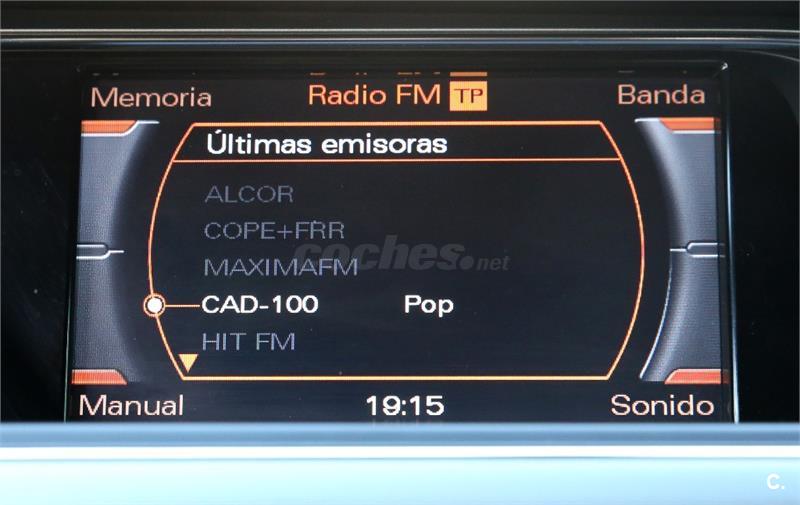 Memoria Radio FM TP Banda
Últimas emisoras
ALCOR
COPE+FRR
coches.net
MAXIMAFM
CAD-100 Pop
HIT FM
Manual 19:15 Sonido
C.